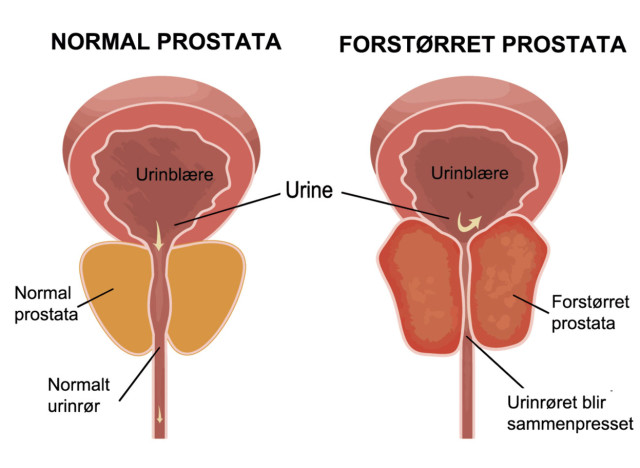 NORMAL PROSTATA
FORSTØRRET PROSTATA
Urinblære
Urinblære
Urine
Normal
prostata
Forstørret
prostata
Normalt
urinrør
Urinrøret blir
sammenpresset